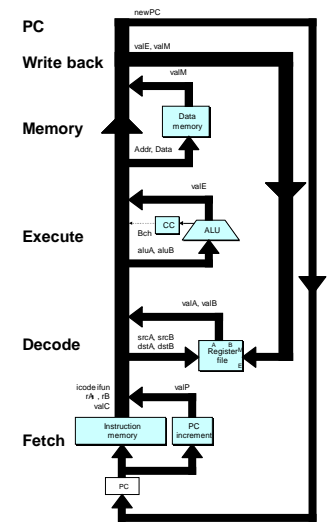 newPC
PC
valE, valM
Write back
valM
Data
memory
Memory
Addr, Data
valE
CC
ALU
Execute
Bch
aluA, aluB
valA, valB
srcA, srcB
dstA, dstB
A B
M
Register
file
E
Decode
icode ifun
rA , rB
valC
valP
Instruction
memory
PC
increment
Fetch
PC